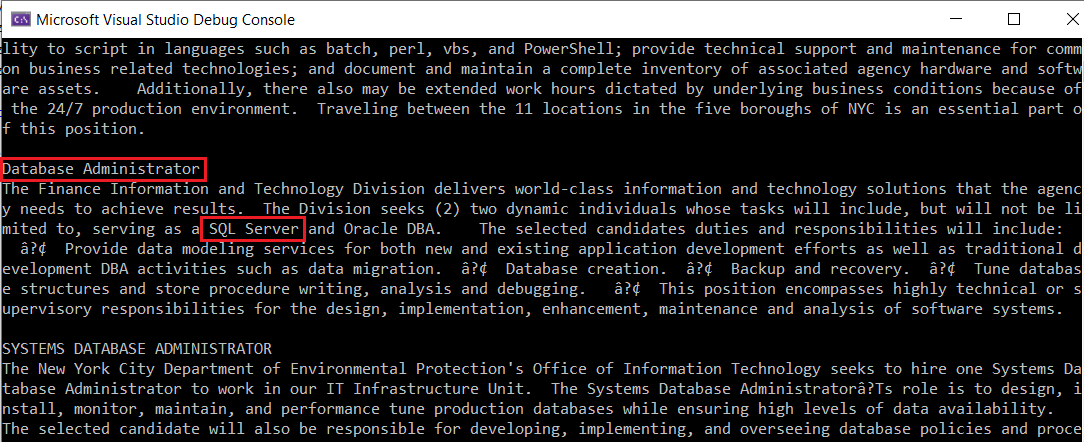 Microsoft Visual Studio Debug Console
lity to script in languages such as batch, perl, vbs, and PowerShell; provide technical support and maintenance for comm
on business related technologies; and document and maintain a complete inventory of associated agency hardware and softw
are assets.    Additionally, there also may be extended work hours dictated by underlying business conditions because of
 the 24/7 production environment.  Traveling between the 11 locations in the five boroughs of NYC is an essential part o
f this position.
Database Administrator
The Finance Information and Technology Division delivers world-class information and technology solutions that the agenc
y needs to achieve results.  The Division seeks (2) two dynamic individuals whose tasks will include, but will not be li
mited to, serving as a SQL Server and Oracle DBA.    The selected candidates duties and responsibilities will include:
  â?¢  Provide data modeling services for both new and existing application development efforts as well as traditional d
evelopment DBA activities such as data migration.  â?¢  Database creation.  â?¢  Backup and recovery.  â?¢  Tune databas
e structures and store procedure writing, analysis and debugging.   â?¢  This position encompasses highly technical or s
upervisory responsibilities for the design, implementation, enhancement, maintenance and analysis of software systems.
SYSTEMS DATABASE ADMINISTRATOR
The New York City Department of Environmental Protection's Office of Information Technology seeks to hire one Systems Da
tabase Administrator to work in our IT Infrastructure Unit.  The Systems Database Administratorâ?Ts role is to design, i
nstall, monitor, maintain, and performance tune production databases while ensuring high levels of data availability.
The selected candidate will also be responsible for developing, implementing, and overseeing database policies and proce